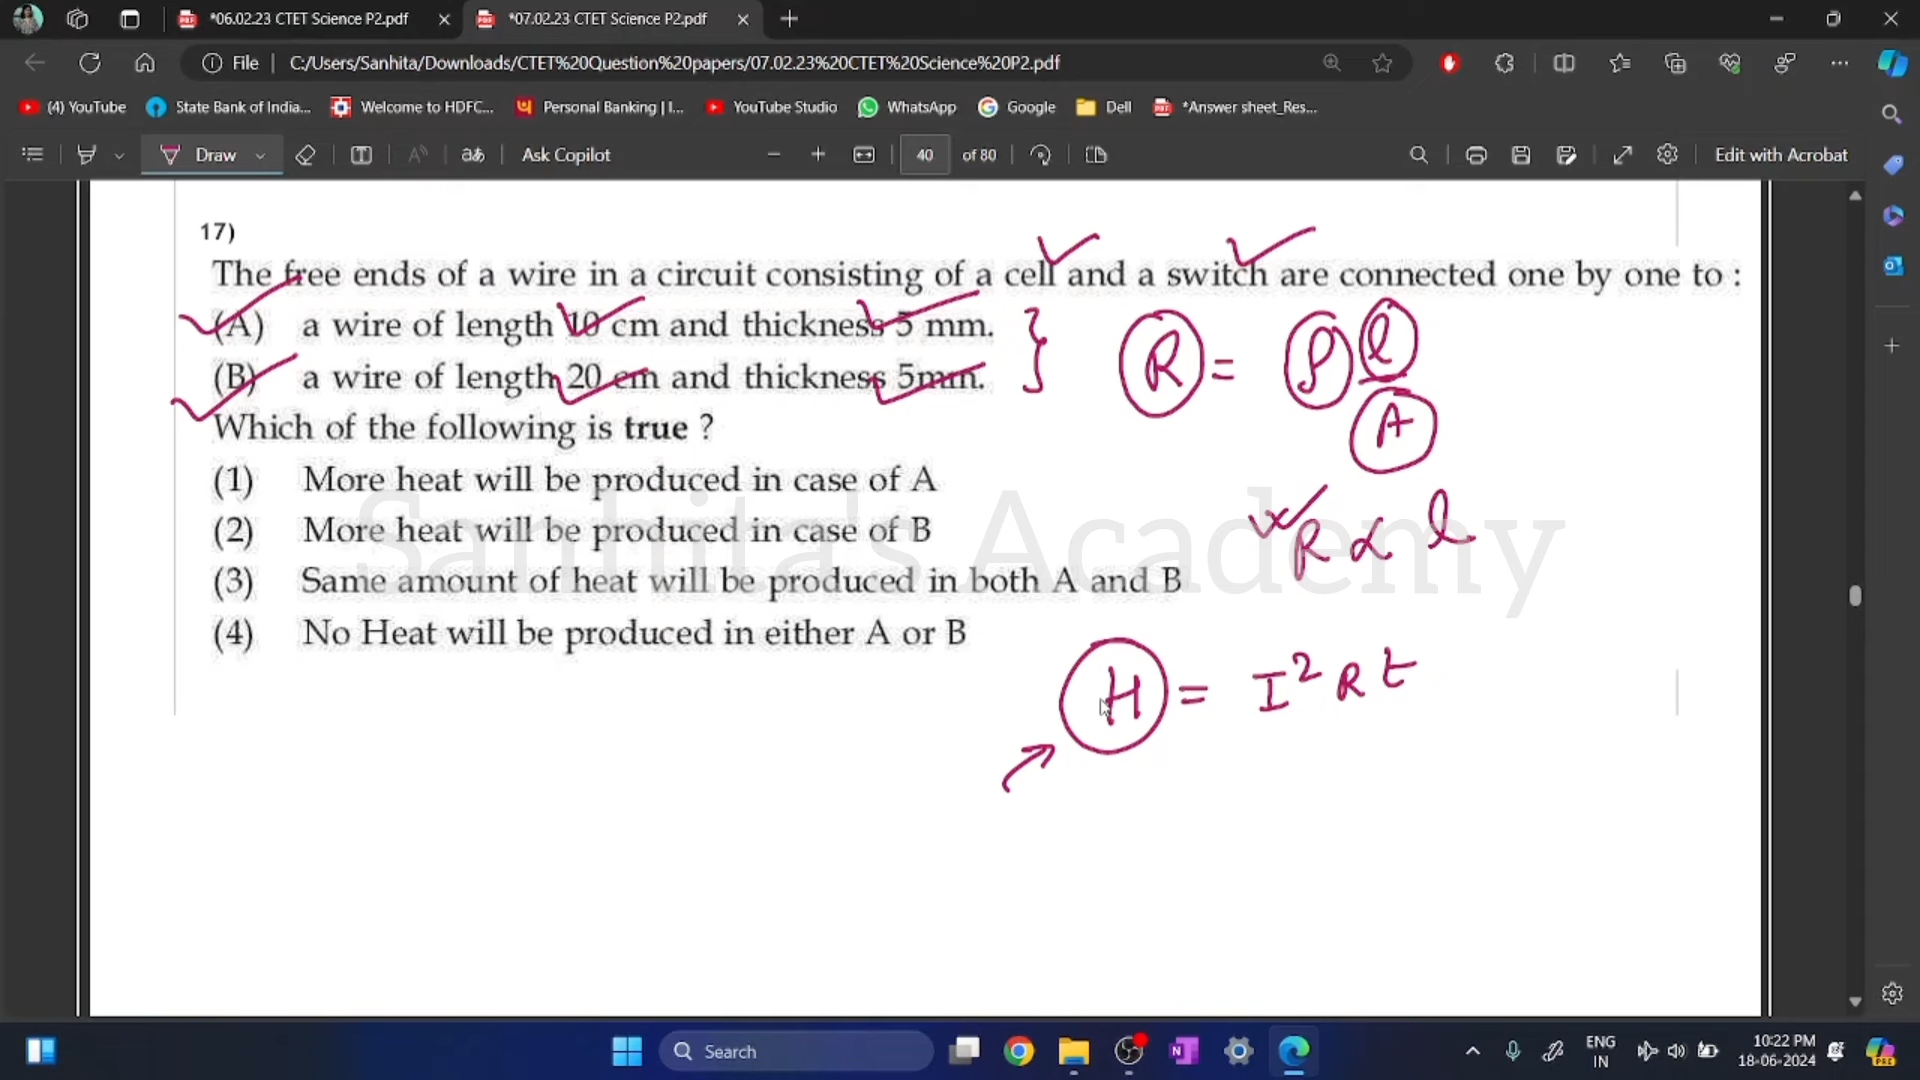 *06.02.23 CTET Science P2.pdf
*07.02.23 CTET Science P2.pdf
File
C:/Users/Sanhita/Downloads/CTET%20Question%20papers/07.02.23%20CTET%20Science%20P2.pdf
(4) YouTube
State Bank of India...
Welcome to HDFC...
Personal Banking | I...
YouTube Studio
WhatsApp
Google
Dell
*Answer sheet_Res...
Draw
Ask Copilot
40 of 80
Edit with Acrobat
17)
The free ends of a wire in a circuit consisting of a cell and a switch are connected one by one to :
(A) a wire of length 10 cm and thickness 5 mm.
(B) a wire of length 20 cm and thickness 5mm.
R = ρ l / A
Which of the following is true ?
(1) More heat will be produced in case of A
(2) More heat will be produced in case of B
(3) Same amount of heat will be produced in both A and B
(4) No Heat will be produced in either A or B
R ∝ l
Sanhita's Academy
H = I² R t
Search
ENG
IN
10:22 PM
18-06-2024